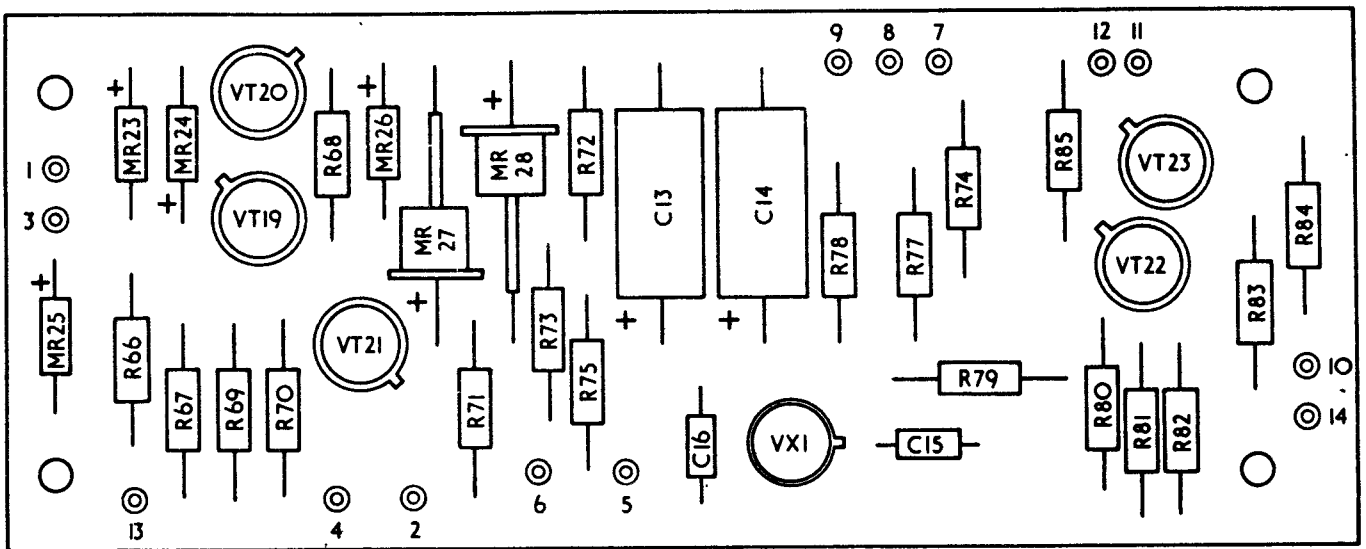 9 8 7 12 11
+ MR23
MR24 +
VT20
R68
+ MR26
+ MR 28
R72
C13 +
C14 +
R74
R85
VT23
R84
1
3
VT19
MR 27 +
R78
R77
VT22
R83
+ MR25
R66
R67
R69
R70
VT21
R71
R73
R75
C16
VX1
R79
C15
R80
R81
R82
10
14
13 4 2 6 5